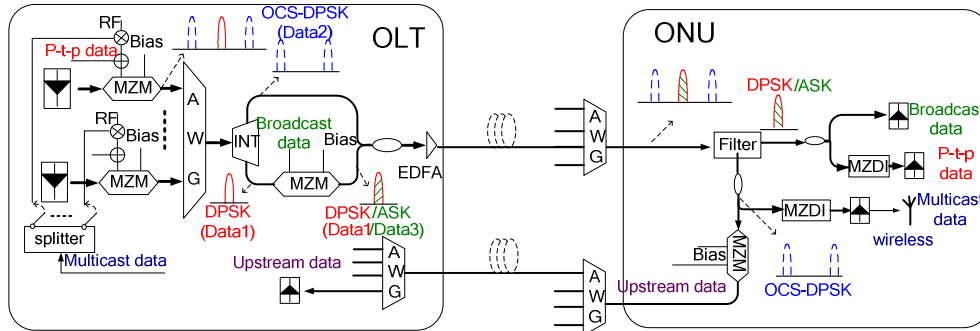 OLT
RF
P-t-p data
Bias
MZM
RF
Bias
MZM
splitter
Multicast data
A
W
G
OCS-DPSK
(Data2)
INT
Broadcast
data
Bias
MZM
DPSK
(Data1)
DPSK/ASK
(Data1
/Data3)
EDFA
Upstream data
A
W
G
A
W
G
A
W
G
ONU
DPSK/ASK
Filter
Broadcast
data
MZDI
P-t-p
data
MZDI
Multicast
data
wireless
Bias
MZM
Upstream data
OCS-DPSK